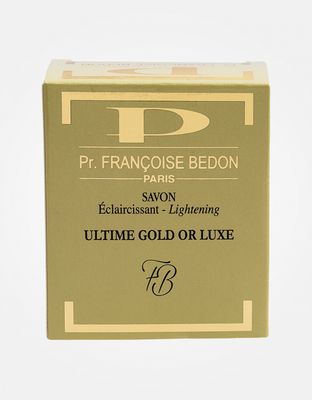 P
Pr. FRANÇOISE BEDON
PARIS
SAVON
Éclaircissant - Lightening
ULTIME GOLD OR LUXE
FB